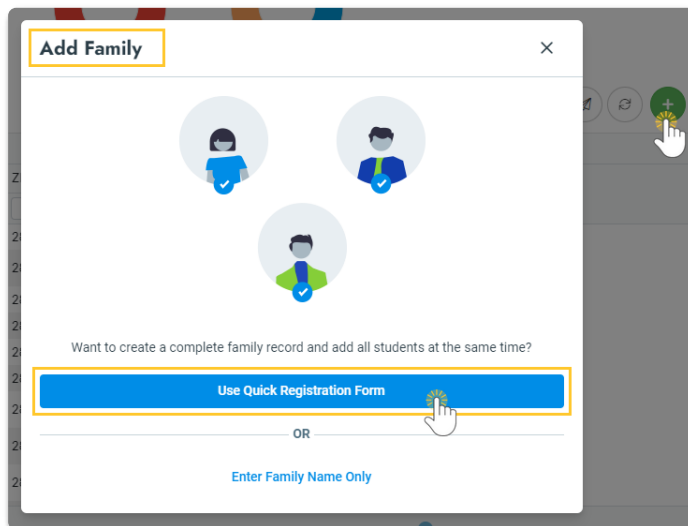 Add Family
Want to create a complete family record and add all students at the same time?
Use Quick Registration Form
OR
Enter Family Name Only